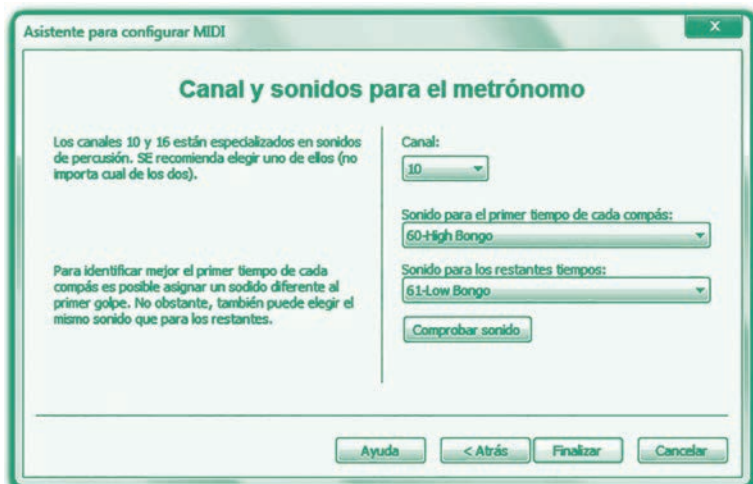 Asistente para configurar MIDI
X
Canal y sonidos para el metrónomo
Los canales 10 y 16 están especializados en sonidos
de percusión. SE recomienda elegir uno de ellos (no
importa cual de los dos).
Para identificar mejor el primer tiempo de cada
compás es posible asignar un sodido diferente al
primer golpe. No obstante, también puede elegir el
mismo sonido que para los restantes.
Canal:
10
Sonido para el primer tiempo de cada compás:
60-High Bongo
Sonido para los restantes tiempos:
61-Low Bongo
Comprobar sonido
Ayuda
< Atrás
Finalizar
Cancelar